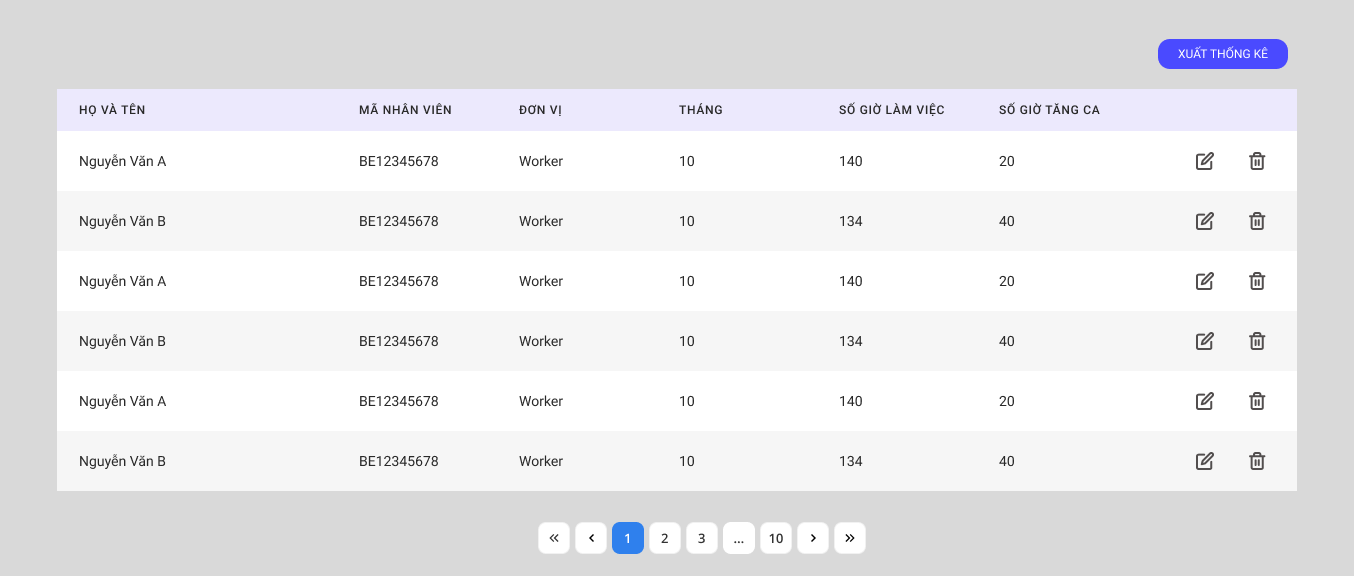 XUẤT THỐNG KÊ
HỌ VÀ TÊN MÃ NHÂN VIÊN ĐƠN VỊ THÁNG SỐ GIỜ LÀM VIỆC SỐ GIỜ TĂNG CA
Nguyễn Văn A BE12345678 Worker 10 140 20
Nguyễn Văn B BE12345678 Worker 10 134 40
Nguyễn Văn A BE12345678 Worker 10 140 20
Nguyễn Văn B BE12345678 Worker 10 134 40
Nguyễn Văn A BE12345678 Worker 10 140 20
Nguyễn Văn B BE12345678 Worker 10 134 40
« ‹ 1 2 3 ... 10 › »